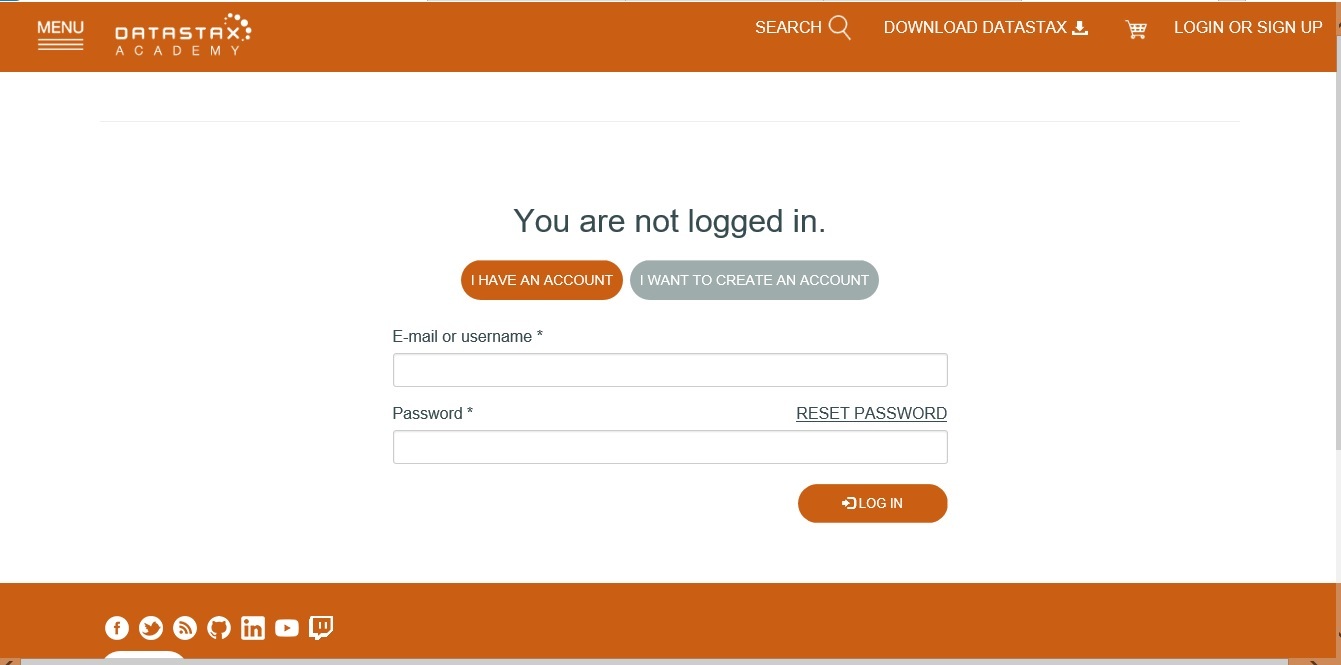 MENU
DATASTAX
ACADEMY
SEARCH
DOWNLOAD DATASTAX
LOGIN OR SIGN UP
You are not logged in.
I HAVE AN ACCOUNT
I WANT TO CREATE AN ACCOUNT
E-mail or username *
Password *
RESET PASSWORD
LOG IN
f
in